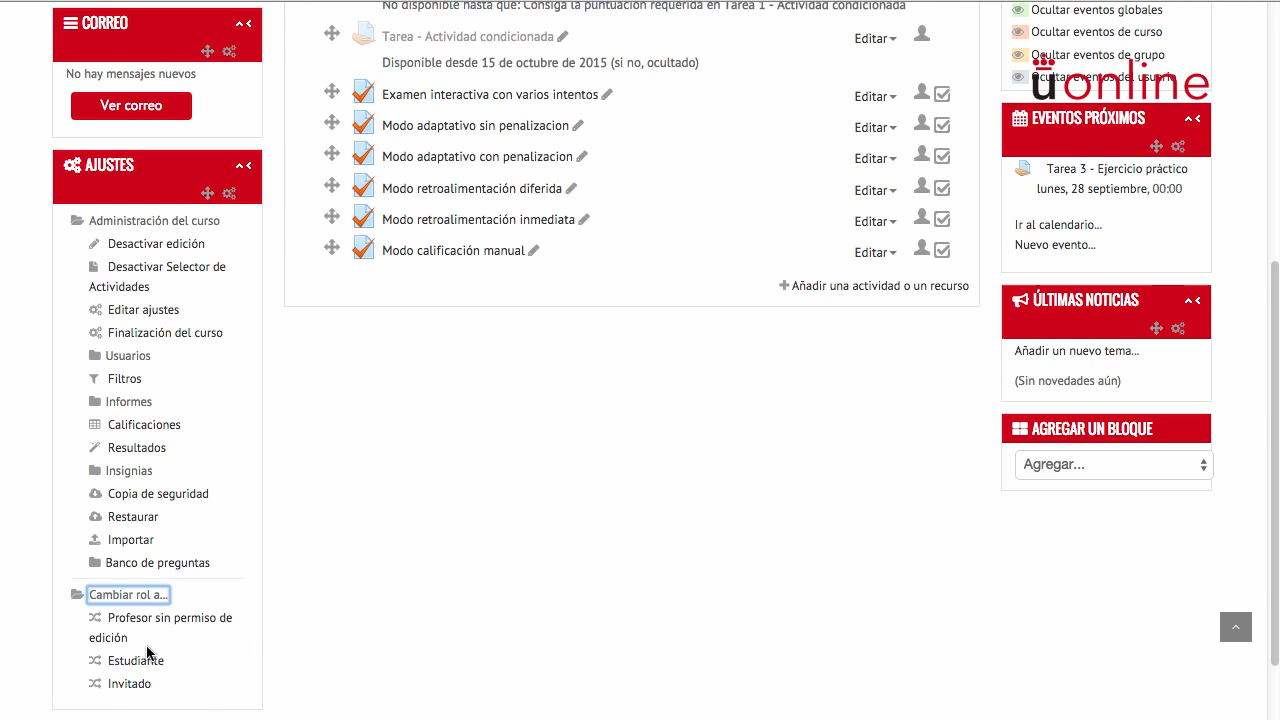 CORREO
No hay mensajes nuevos
Ver correo
AJUSTES
Administración del curso
Desactivar edición
Desactivar Selector de
Actividades
Editar ajustes
Finalización del curso
Usuarios
Filtros
Informes
Calificaciones
Resultados
Insignias
Copia de seguridad
Restaurar
Importar
Banco de preguntas
Cambiar rol a...
Profesor sin permiso de
edición
Estudiante
Invitado
No disponible hasta que: Consiga la puntuación requerida en Tarea 1 - Actividad condicionada
Tarea - Actividad condicionada
Editar
Disponible desde 15 de octubre de 2015 (si no, ocultado)
Examen interactiva con varios intentos
Editar
Modo adaptativo sin penalizacion
Editar
Modo adaptativo con penalizacion
Editar
Modo retroalimentación diferida
Editar
Modo retroalimentación inmediata
Editar
Modo calificación manual
Editar
Añadir una actividad o un recurso
Ocultar eventos globales
Ocultar eventos de curso
Ocultar eventos de grupo
Ocultar eventos del usuario
uonline
EVENTOS PRÓXIMOS
Tarea 3 - Ejercicio práctico
lunes, 28 septiembre, 00:00
Ir al calendario...
Nuevo evento...
ÚLTIMAS NOTICIAS
Añadir un nuevo tema...
(Sin novedades aún)
AGREGAR UN BLOQUE
Agregar...